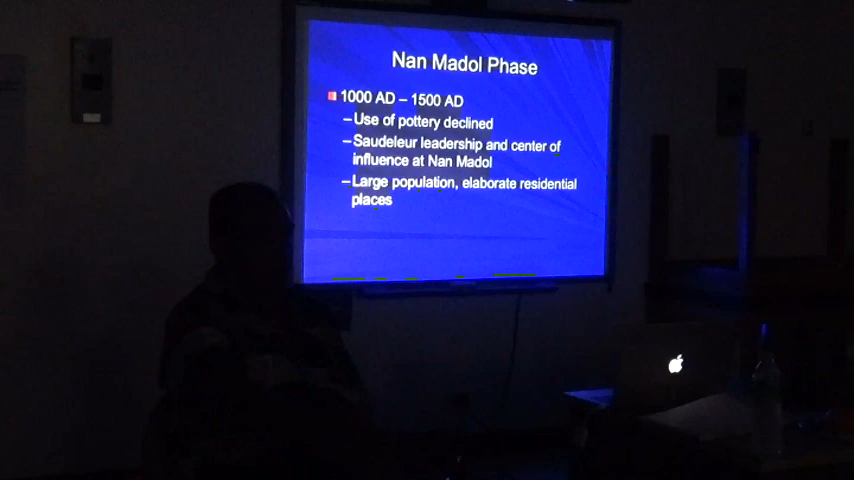 Nan Madol Phase
1000 AD – 1500 AD
–Use of pottery declined
–Saudeleur leadership and center of
influence at Nan Madol
–Large population, elaborate residential
places